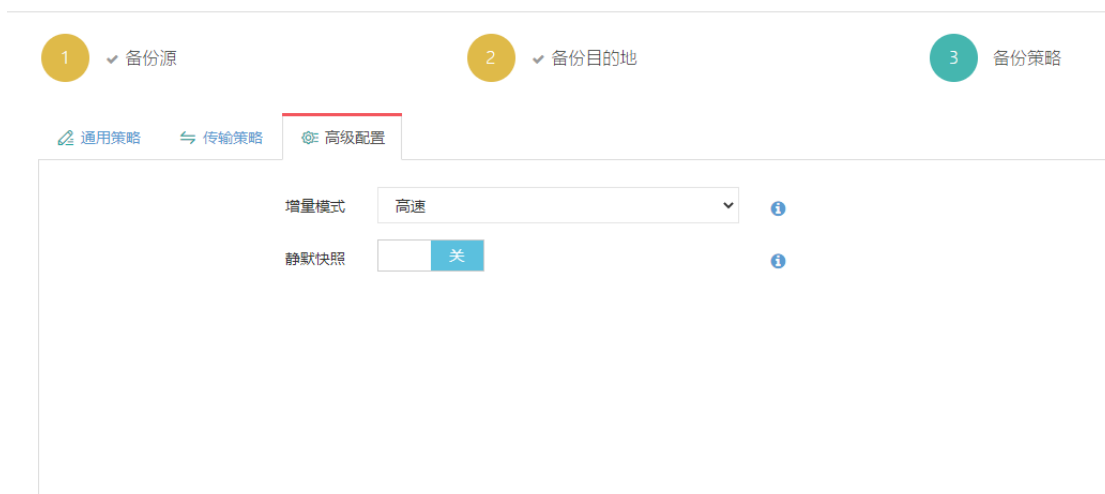 1 备份源
2 备份目的地
3 备份策略
通用策略 传输策略 高级配置
增量模式 高速
静默快照 关